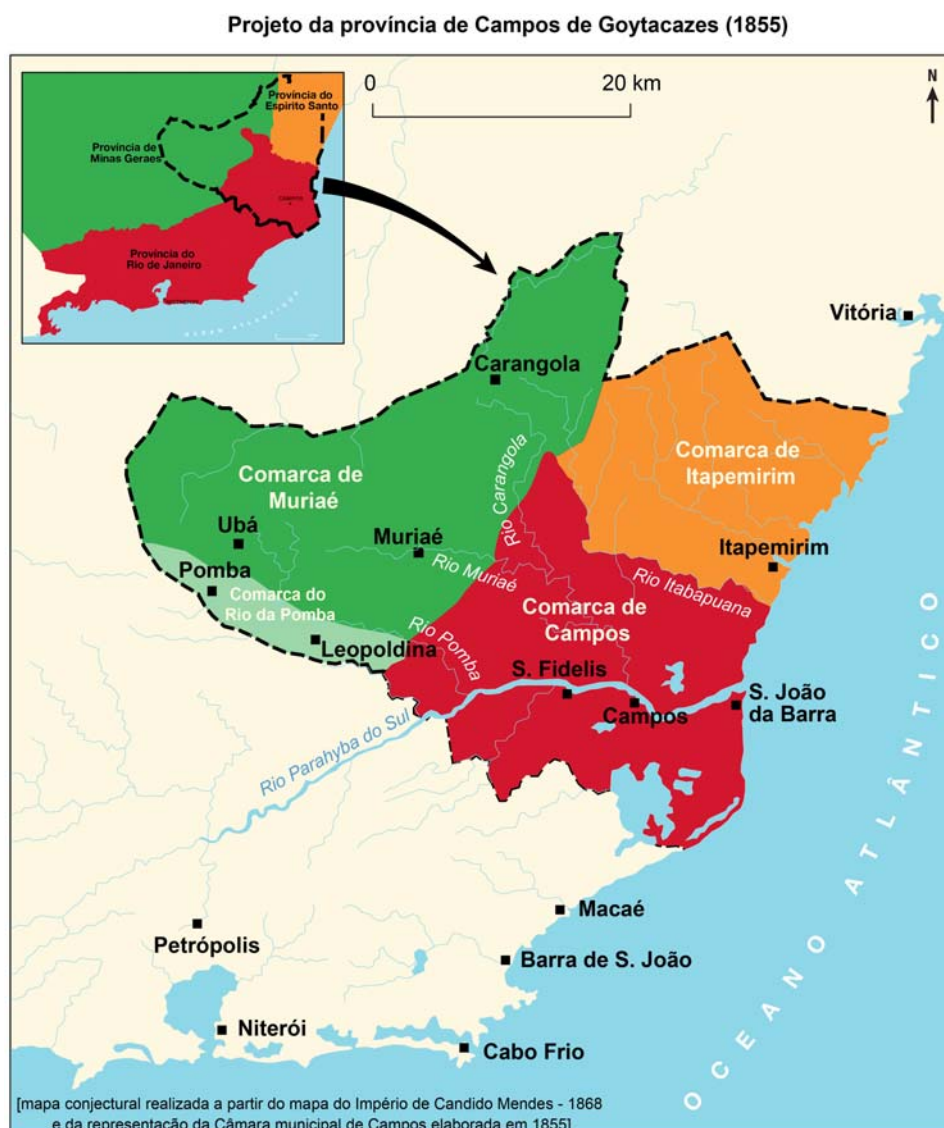 Projeto da província de Campos de Goytacazes (1855)
Província do
Espirito Santo
Província de
Minas Geraes
CAMPOS
Província do
Rio de Janeiro
0
20 km
N
Vitória
Carangola
Comarca de
Itapemirim
Rio Carangola
Comarca de
Muriaé
Ubá
Muriaé
Itapemirim
Rio Muriaé
Rio Itabapuana
Pomba
Comarca do
Rio da Pomba
Comarca de
Campos
Leopoldina
Rio Pomba
S. Fidelis
Campos
S. João
da Barra
Rio Parahyba do Sul
OCEANO ATLÂNTICO
Macaé
Petrópolis
Barra de S. João
Niterói
Cabo Frio
[mapa conjectural realizada a partir do mapa do Império de Candido Mendes - 1868
e da representação da Câmara municipal de Campos elaborada em 1855]